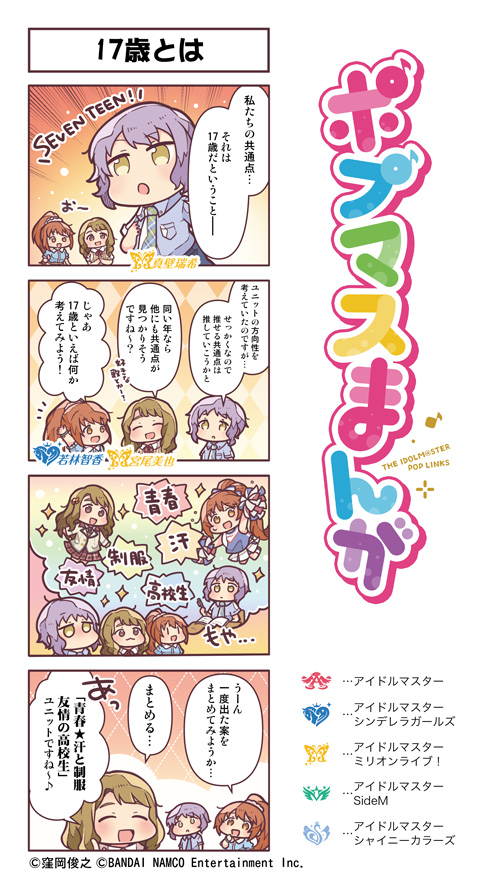 17歳とは
私たちの共通点…
それは
17歳だということ──
SEVEN TEEN!!
お〜
真壁瑞希
ユニットの方向性を
考えていたのですが…
せっかくなので
推せる共通点は
推していこうかと
同い年なら
他にも共通点が
見つかりそう
ですね〜?
好きな
飲とか〜!
じゃあ
17歳といえば何か
考えてみよう!
若林智香
宮尾美也
青春
汗
制服
友情
高校生
もや…
うーん
一度出た案を
まとめてみようか…
まとめる…
あっ
「青春★汗と制服
友情の高校生」
ユニットですね〜♪
ポプマスまんが
THE IDOLM@STER
POP LINKS
…アイドルマスター
…アイドルマスター
シンデレラガールズ
…アイドルマスター
ミリオンライブ!
…アイドルマスター
SideM
…アイドルマスター
シャイニーカラーズ
©窪岡俊之 ©BANDAI NAMCO Entertainment Inc.